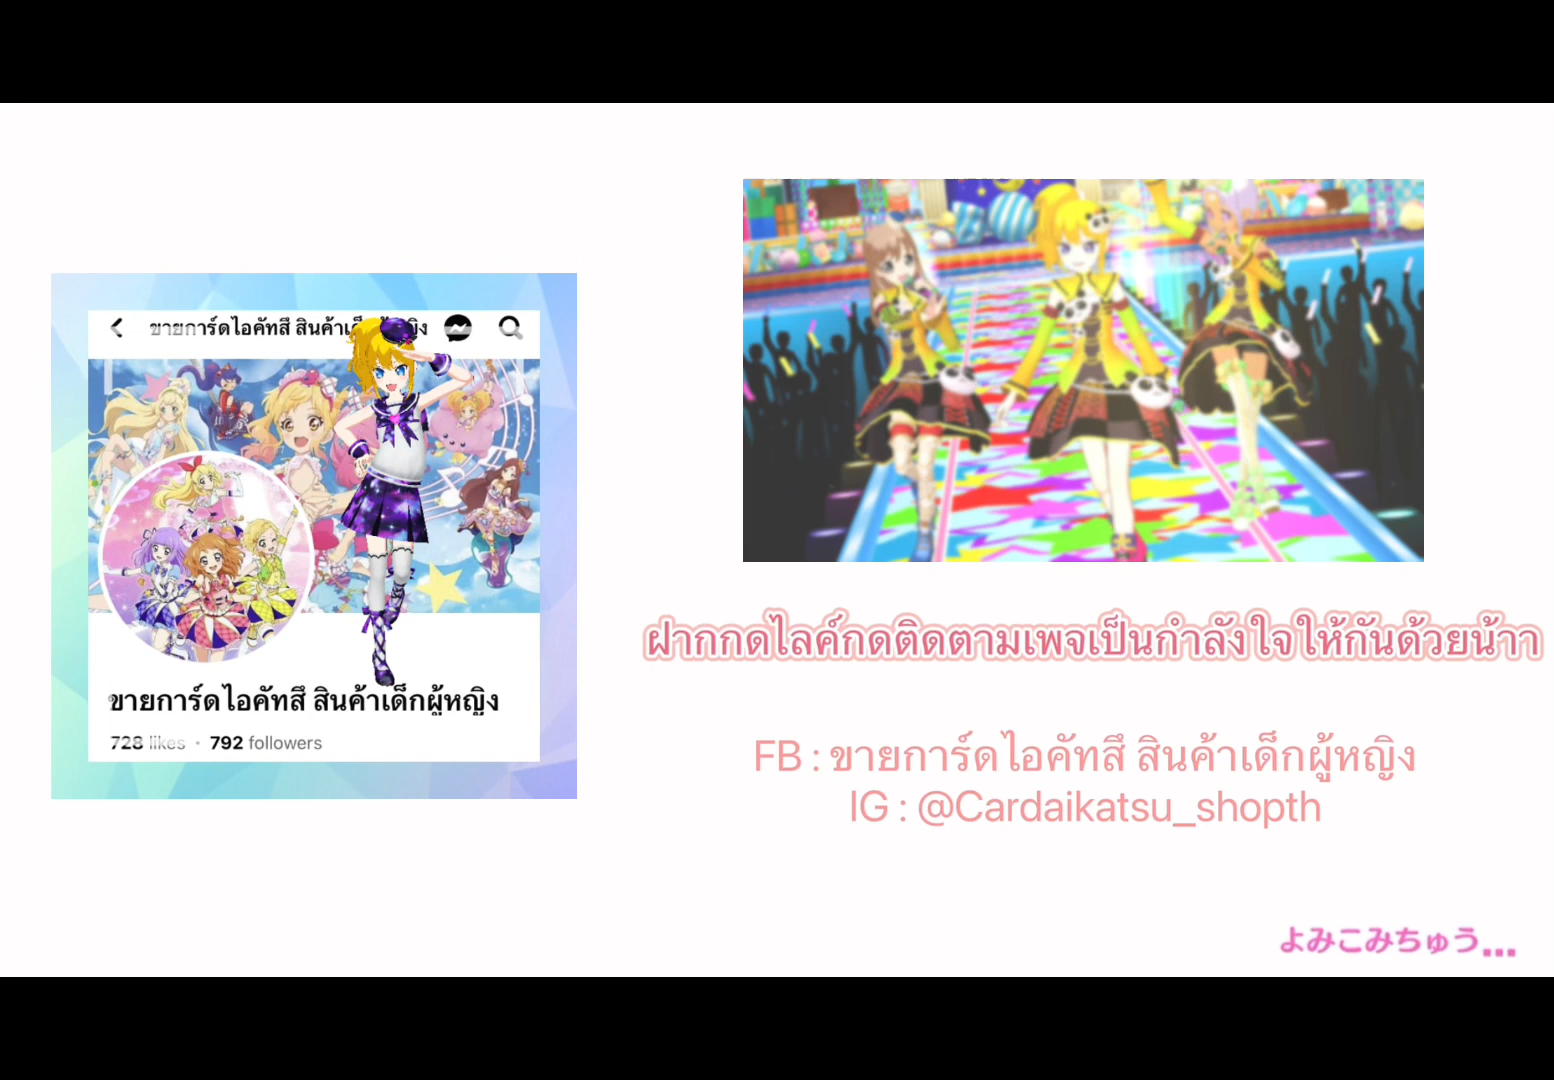 ขายการ์ดไอคัทสึ สินค้าเด็กผู้หญิง
ขายการ์ดไอคัทสึ สินค้าเด็กผู้หญิง
728 likes · 792 followers
ฝากกดไลค์กดติดตามเพจเป็นกำลังใจให้กันด้วยน้าา
FB : ขายการ์ดไอคัทสึ สินค้าเด็กผู้หญิง
IG : @Cardaikatsu_shopth
よみこみちゅう...